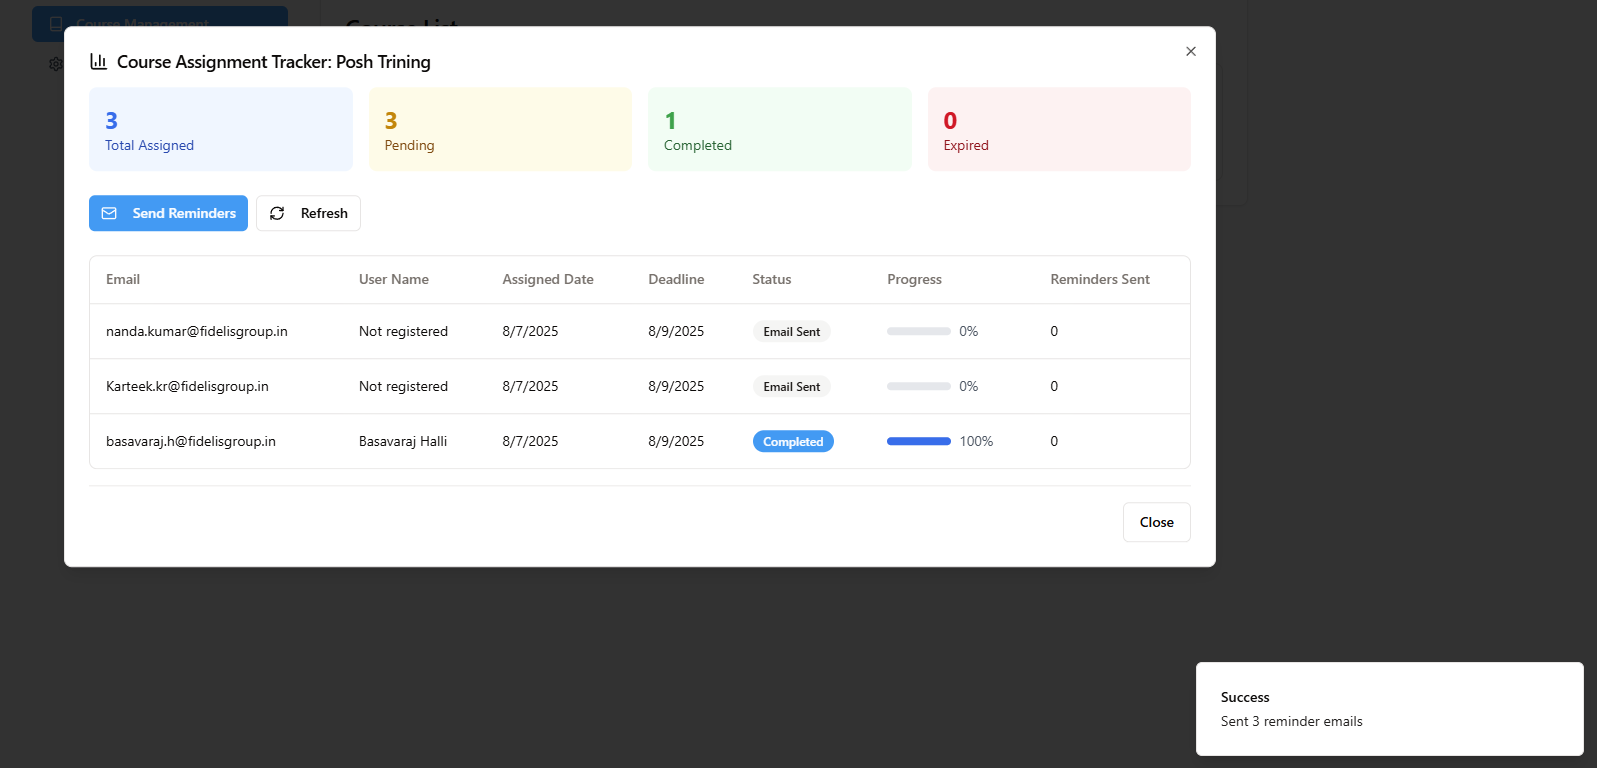 Course Management
Course List
Course Assignment Tracker: Posh Trining
3
Total Assigned
3
Pending
1
Completed
0
Expired
Send Reminders
Refresh
Email User Name Assigned Date Deadline Status Progress Reminders Sent
nanda.kumar@fidelisgroup.in Not registered 8/7/2025 8/9/2025 Email Sent 0% 0
Karteek.kr@fidelisgroup.in Not registered 8/7/2025 8/9/2025 Email Sent 0% 0
basavaraj.h@fidelisgroup.in Basavaraj Halli 8/7/2025 8/9/2025 Completed 100% 0
Close
Success
Sent 3 reminder emails